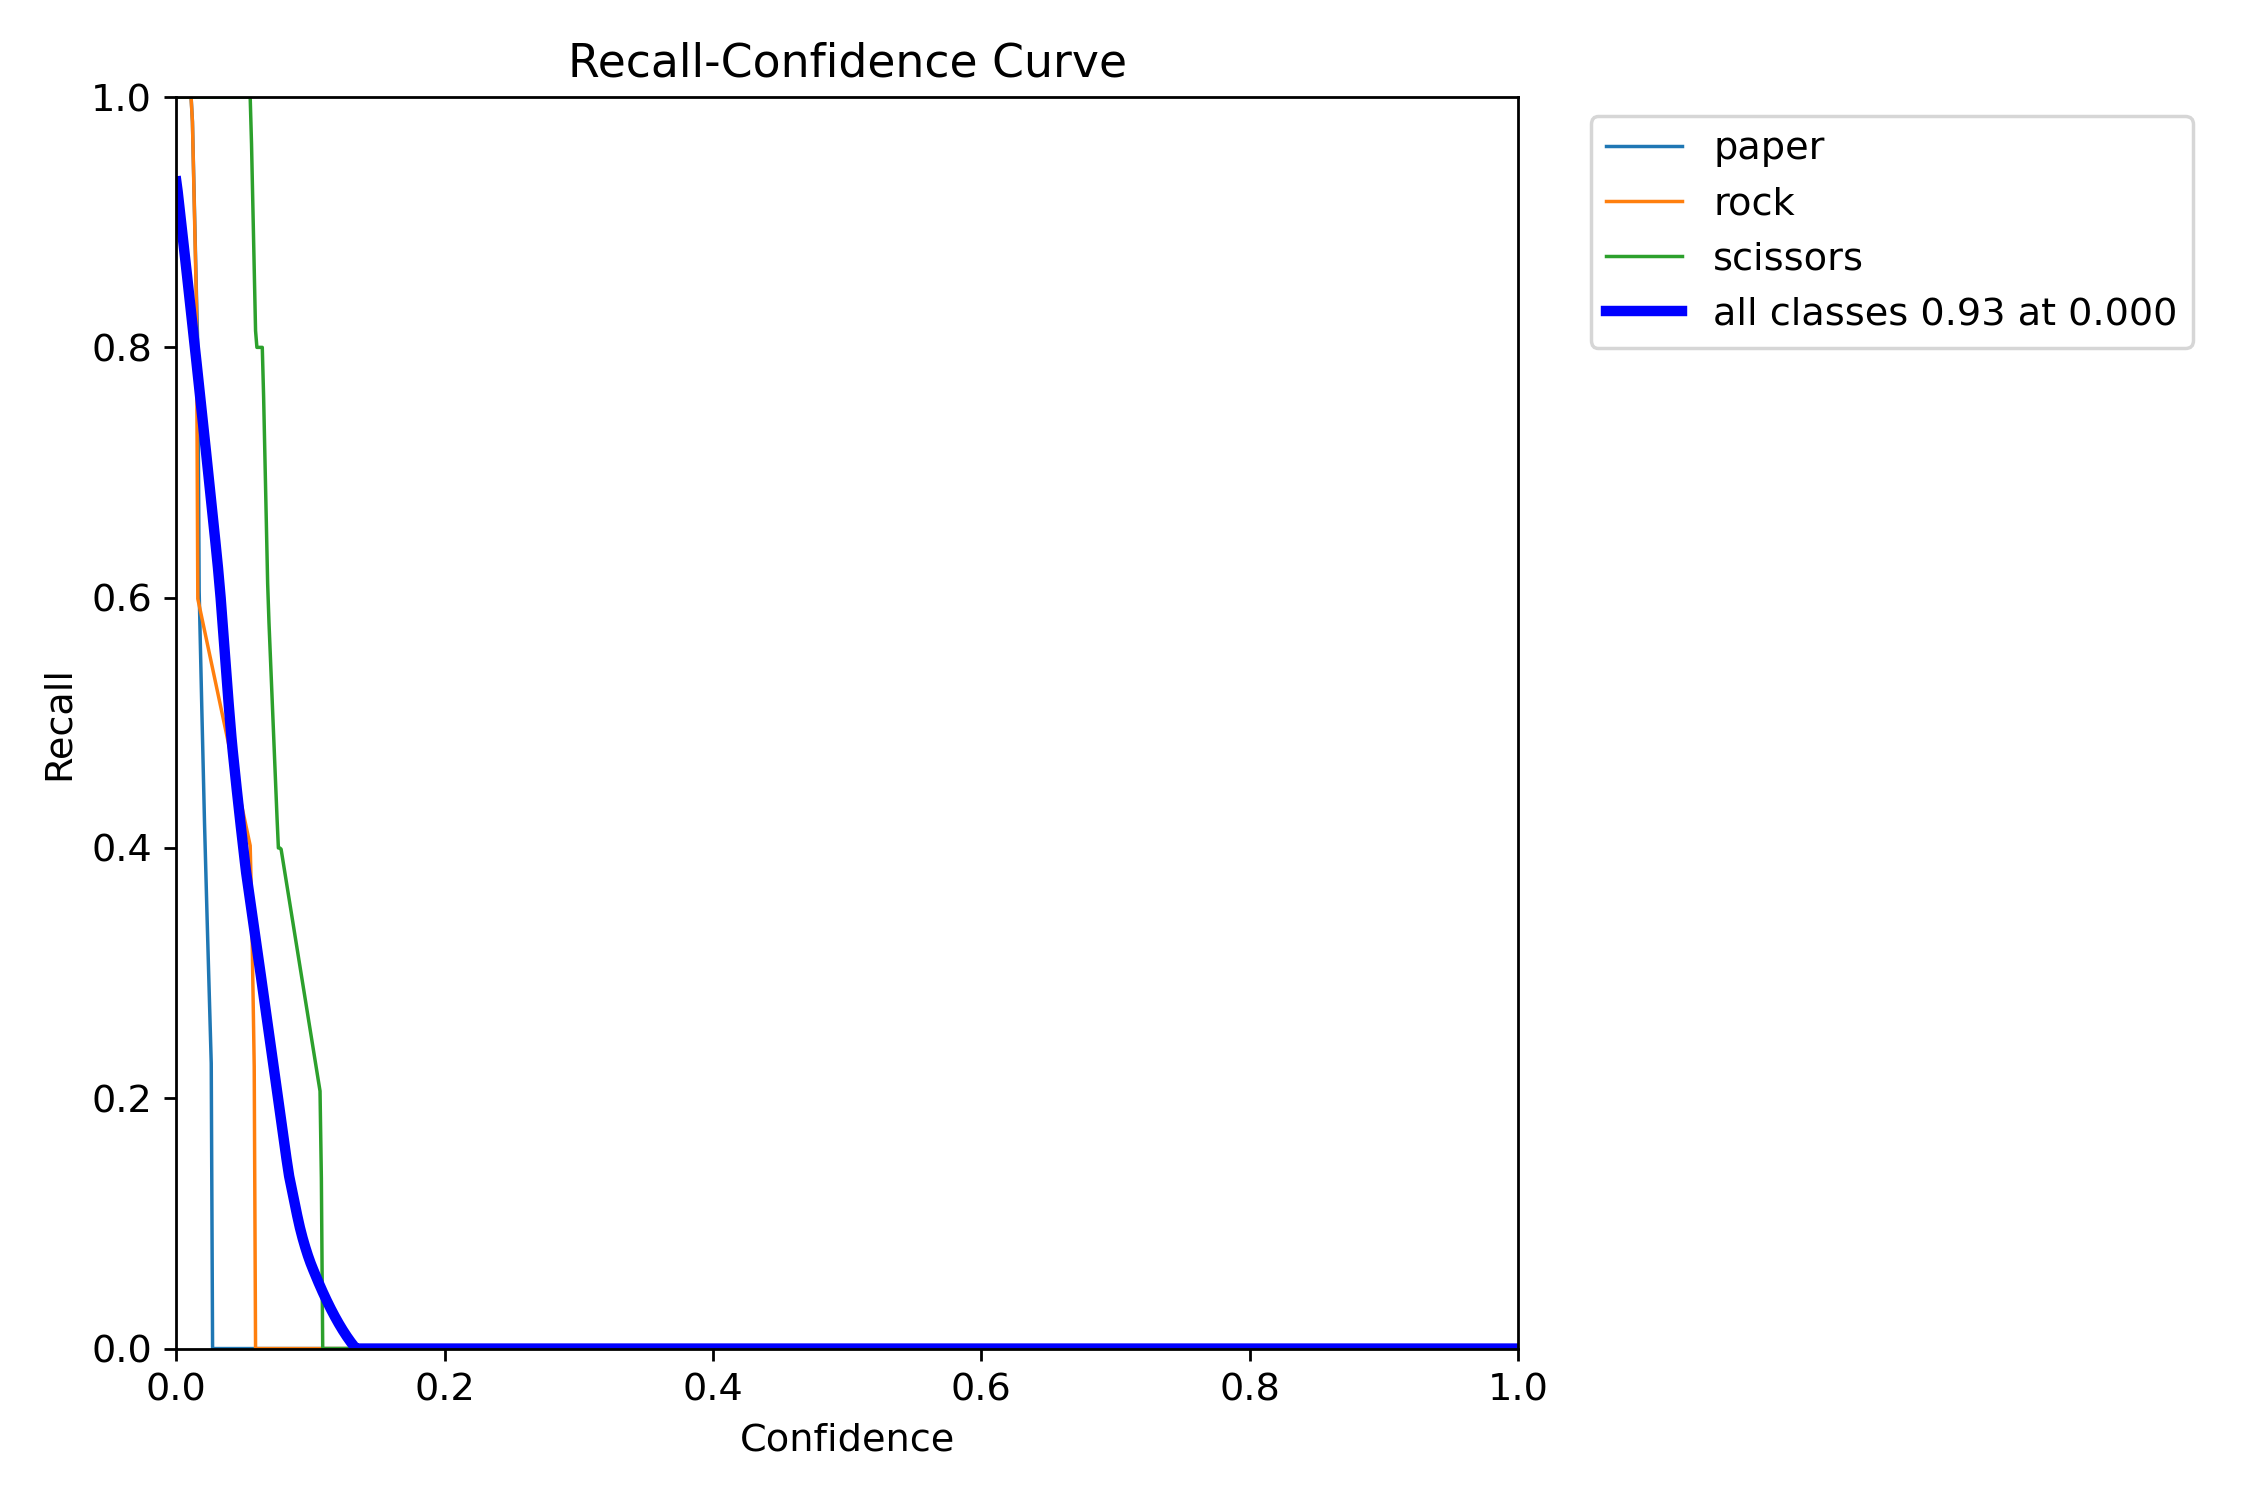 Recall-Confidence Curve
1.0
0.8
0.6
0.4
0.2
0.0
Recall
0.0 0.2 0.4 0.6 0.8 1.0
Confidence
paper
rock
scissors
all classes 0.93 at 0.000